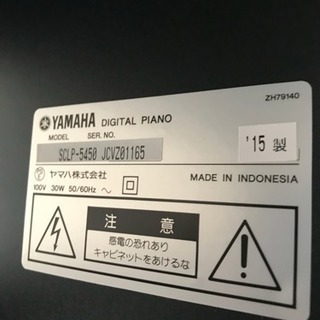 ZH79140
YAMAHA DIGITAL PIANO
MODEL SER. NO.
SCLP-5450 JCVZ01165
'15 製
ヤマハ株式会社
100V 30W 50/60Hz
MADE IN INDONESIA
注 意
感電の恐れあり
キャビネットをあけるな